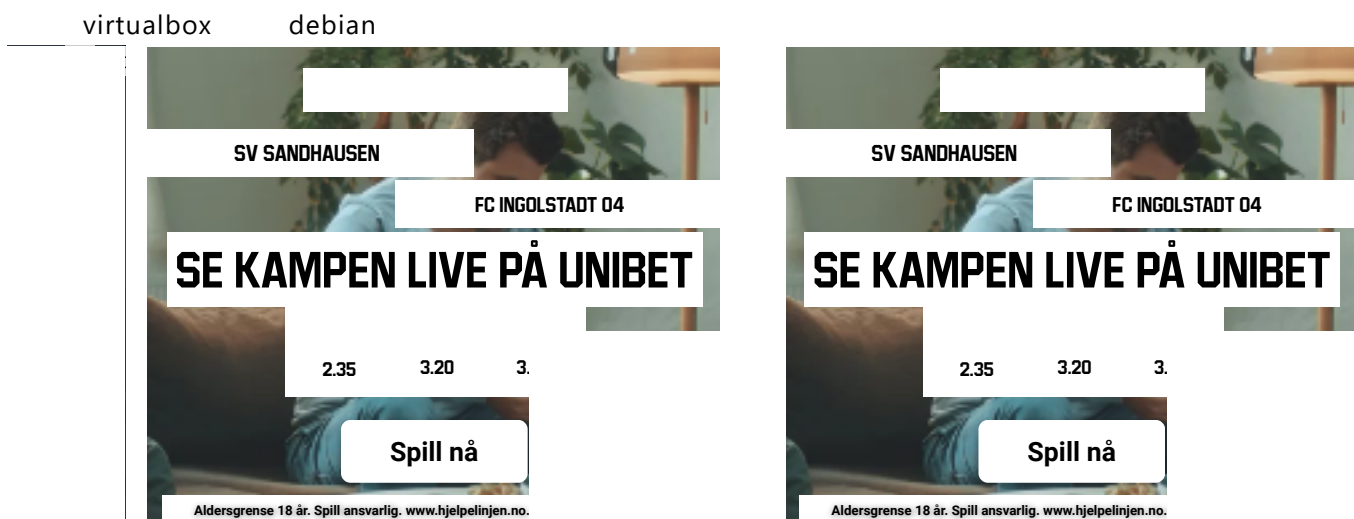 virtualbox debian
SV SANDHAUSEN
FC INGOLSTADT 04
SE KAMPEN LIVE PÅ UNIBET
2.35 3.20 3.
Spill nå
Aldersgrense 18 år. Spill ansvarlig. www.hjelpelinjen.no.
SV SANDHAUSEN
FC INGOLSTADT 04
SE KAMPEN LIVE PÅ UNIBET
2.35 3.20 3.
Spill nå
Aldersgrense 18 år. Spill ansvarlig. www.hjelpelinjen.no.